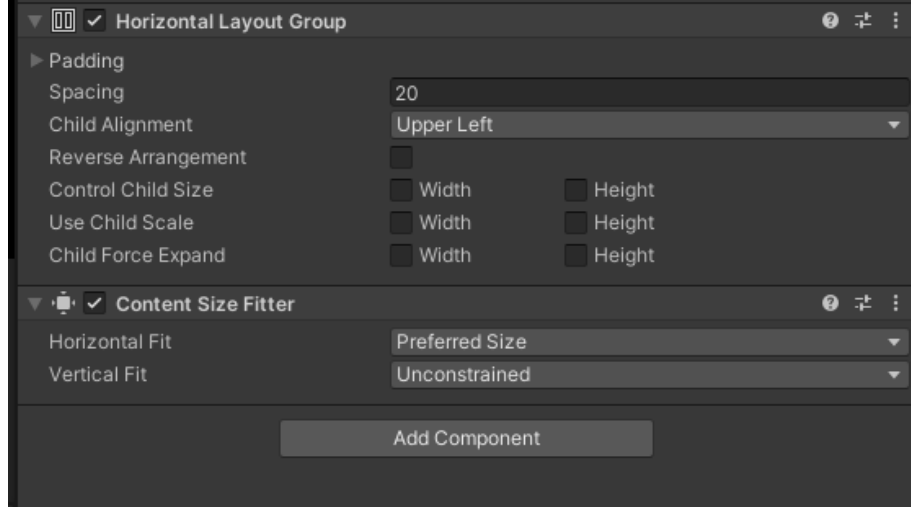 Horizontal Layout Group
Padding
Spacing 20
Child Alignment Upper Left
Reverse Arrangement
Control Child Size Width Height
Use Child Scale Width Height
Child Force Expand Width Height
Content Size Fitter
Horizontal Fit Preferred Size
Vertical Fit Unconstrained
Add Component